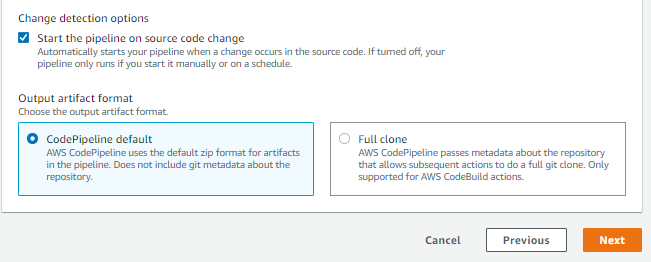 Change detection options
Start the pipeline on source code change
Automatically starts your pipeline when a change occurs in the source code. If turned off, your
pipeline only runs if you start it manually or on a schedule.
Output artifact format
Choose the output artifact format.
CodePipeline default
AWS CodePipeline uses the default zip format for artifacts
in the pipeline. Does not include git metadata about the
repository.
Full clone
AWS CodePipeline passes metadata about the repository
that allows subsequent actions to do a full git clone. Only
supported for AWS CodeBuild actions.
Cancel
Previous
Next